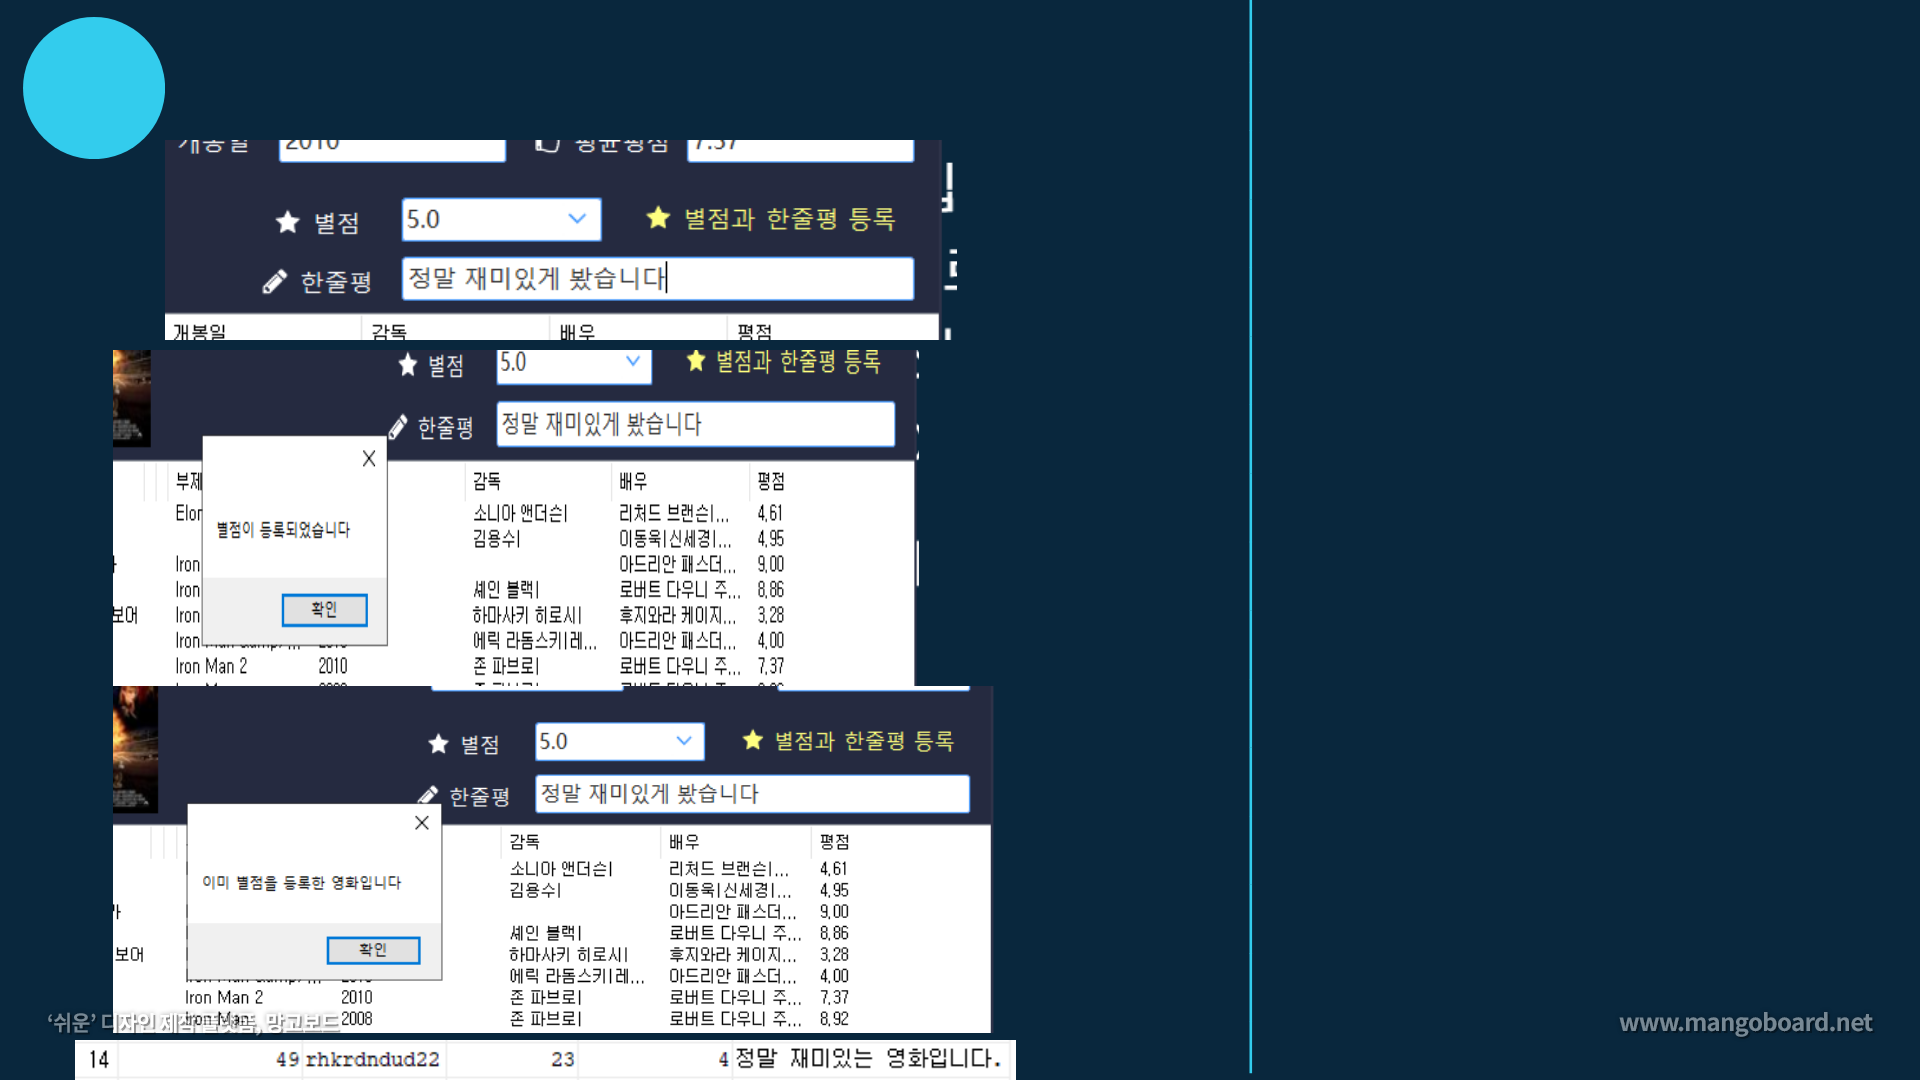 개봉일 2010 평균평점 7.37
별점 5.0 별점과 한줄평 등록
한줄평 정말 재미있게 봤습니다
개봉일 감독 배우 평점
별점 5.0 별점과 한줄평 등록
한줄평 정말 재미있게 봤습니다
X
부제 감독 배우 평점
별점이 등록되었습니다
확인
Elon 소니아 앤더슨| 리처드 브랜슨|... 4,61
김용수| 이동욱|신세경|... 4,95
Iron 아드리안 패스더... 9,00
Iron 셰인 블랙| 로버트 다우니 주... 8,86
보어 Iron 하마사키 히로시| 후지와라 케이지... 3,28
Iron 에릭 라돔스키|레... 아드리안 패스더... 4,00
Iron Man 2 2010 존 파브로| 로버트 다우니 주... 7,37
별점 5.0 별점과 한줄평 등록
한줄평 정말 재미있게 봤습니다
X
이미 별점을 등록한 영화입니다
확인
감독 배우 평점
소니아 앤더슨| 리처드 브랜슨|... 4,61
김용수| 이동욱|신세경|... 4,95
아드리안 패스더... 9,00
셰인 블랙| 로버트 다우니 주... 8,86
보어 하마사키 히로시| 후지와라 케이지... 3,28
에릭 라돔스키|레... 아드리안 패스더... 4,00
Iron Man 2 2010 존 파브로| 로버트 다우니 주... 7,37
Iron Man 2008 존 파브로| 로버트 다우니 주... 8,92
‘쉬운’ 디자인 제작 플랫폼, 망고보드
www.mangoboard.net
14 49 rhkrdndud22 23 4 정말 재미있는 영화입니다.